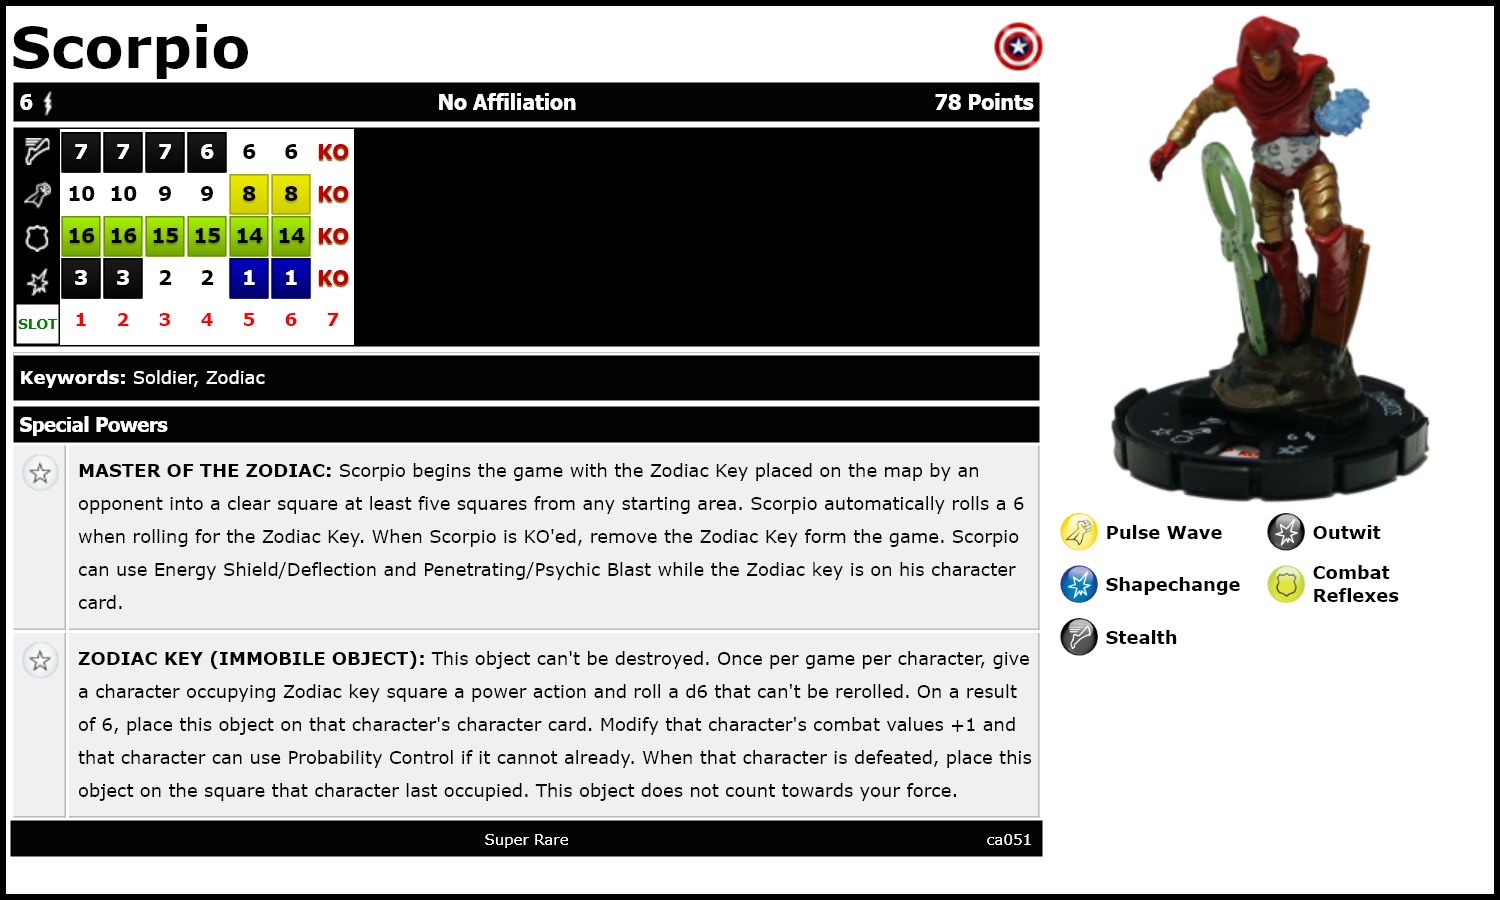 Scorpio
6 No Affiliation 78 Points
7 7 7 6 6 6 KO
10 10 9 9 8 8 KO
16 16 15 15 14 14 KO
3 3 2 2 1 1 KO
SLOT 1 2 3 4 5 6 7
Keywords: Soldier, Zodiac
Special Powers
MASTER OF THE ZODIAC: Scorpio begins the game with the Zodiac Key placed on the map by an
opponent into a clear square at least five squares from any starting area. Scorpio automatically rolls a 6
when rolling for the Zodiac Key. When Scorpio is KO'ed, remove the Zodiac Key form the game. Scorpio
can use Energy Shield/Deflection and Penetrating/Psychic Blast while the Zodiac key is on his character
card.
ZODIAC KEY (IMMOBILE OBJECT): This object can't be destroyed. Once per game per character, give
a character occupying Zodiac key square a power action and roll a d6 that can't be rerolled. On a result
of 6, place this object on that character's character card. Modify that character's combat values +1 and
that character can use Probability Control if it cannot already. When that character is defeated, place this
object on the square that character last occupied. This object does not count towards your force.
Super Rare ca051
Pulse Wave Outwit
Shapechange Combat
Reflexes
Stealth